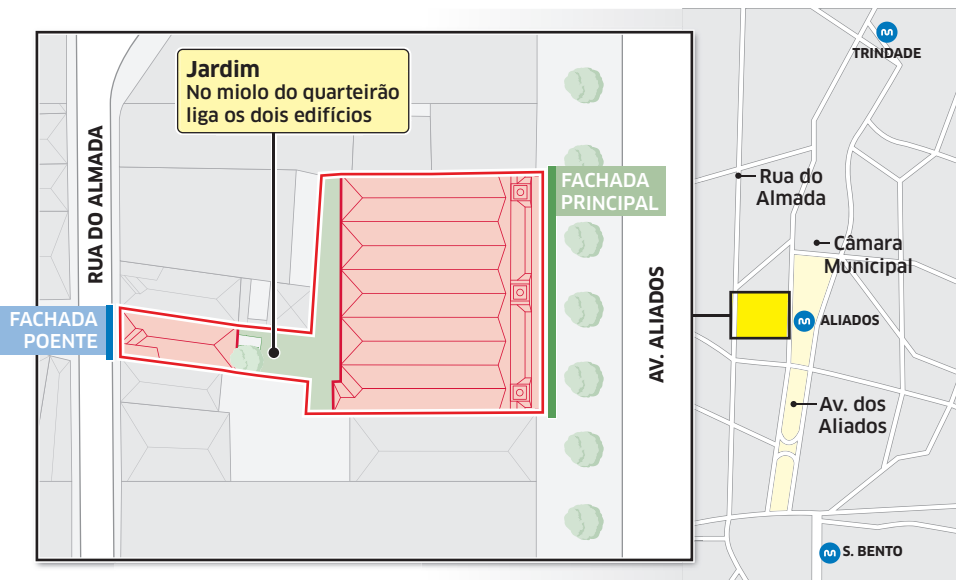 Jardim
No miolo do quarteirão
liga os dois edifícios
RUA DO ALMADA
FACHADA
PRINCIPAL
FACHADA
POENTE
AV. ALIADOS
TRINDADE
Rua do
Almada
Câmara
Municipal
ALIADOS
Av. dos
Aliados
S. BENTO